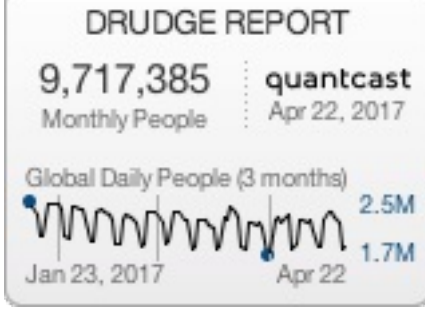 DRUDGE REPORT
9,717,385
Monthly People
quantcast
Apr 22, 2017
Global Daily People (3 months)
2.5M
1.7M
Jan 23, 2017
Apr 22